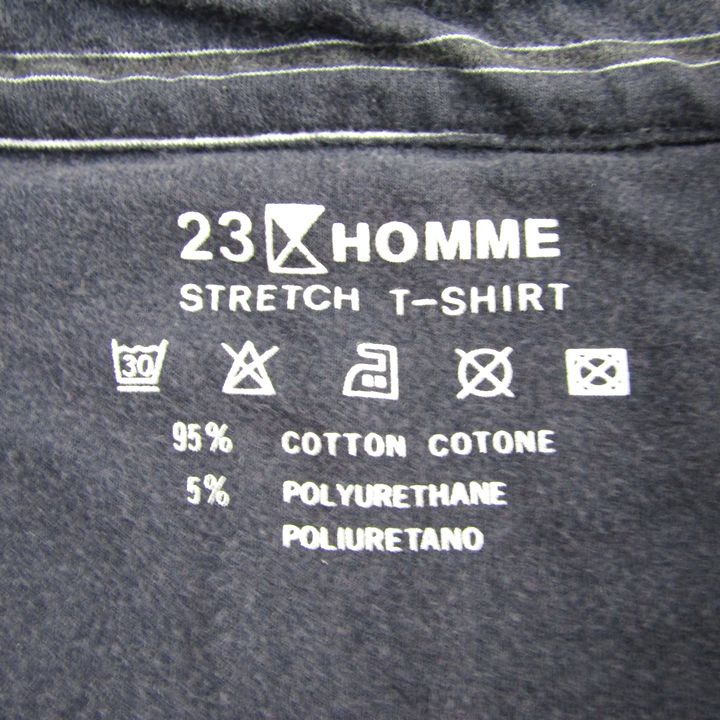 23 HOMME
STRETCH T-SHIRT
30
95% COTTON COTONE
5% POLYURETHANE
POLIURETANO